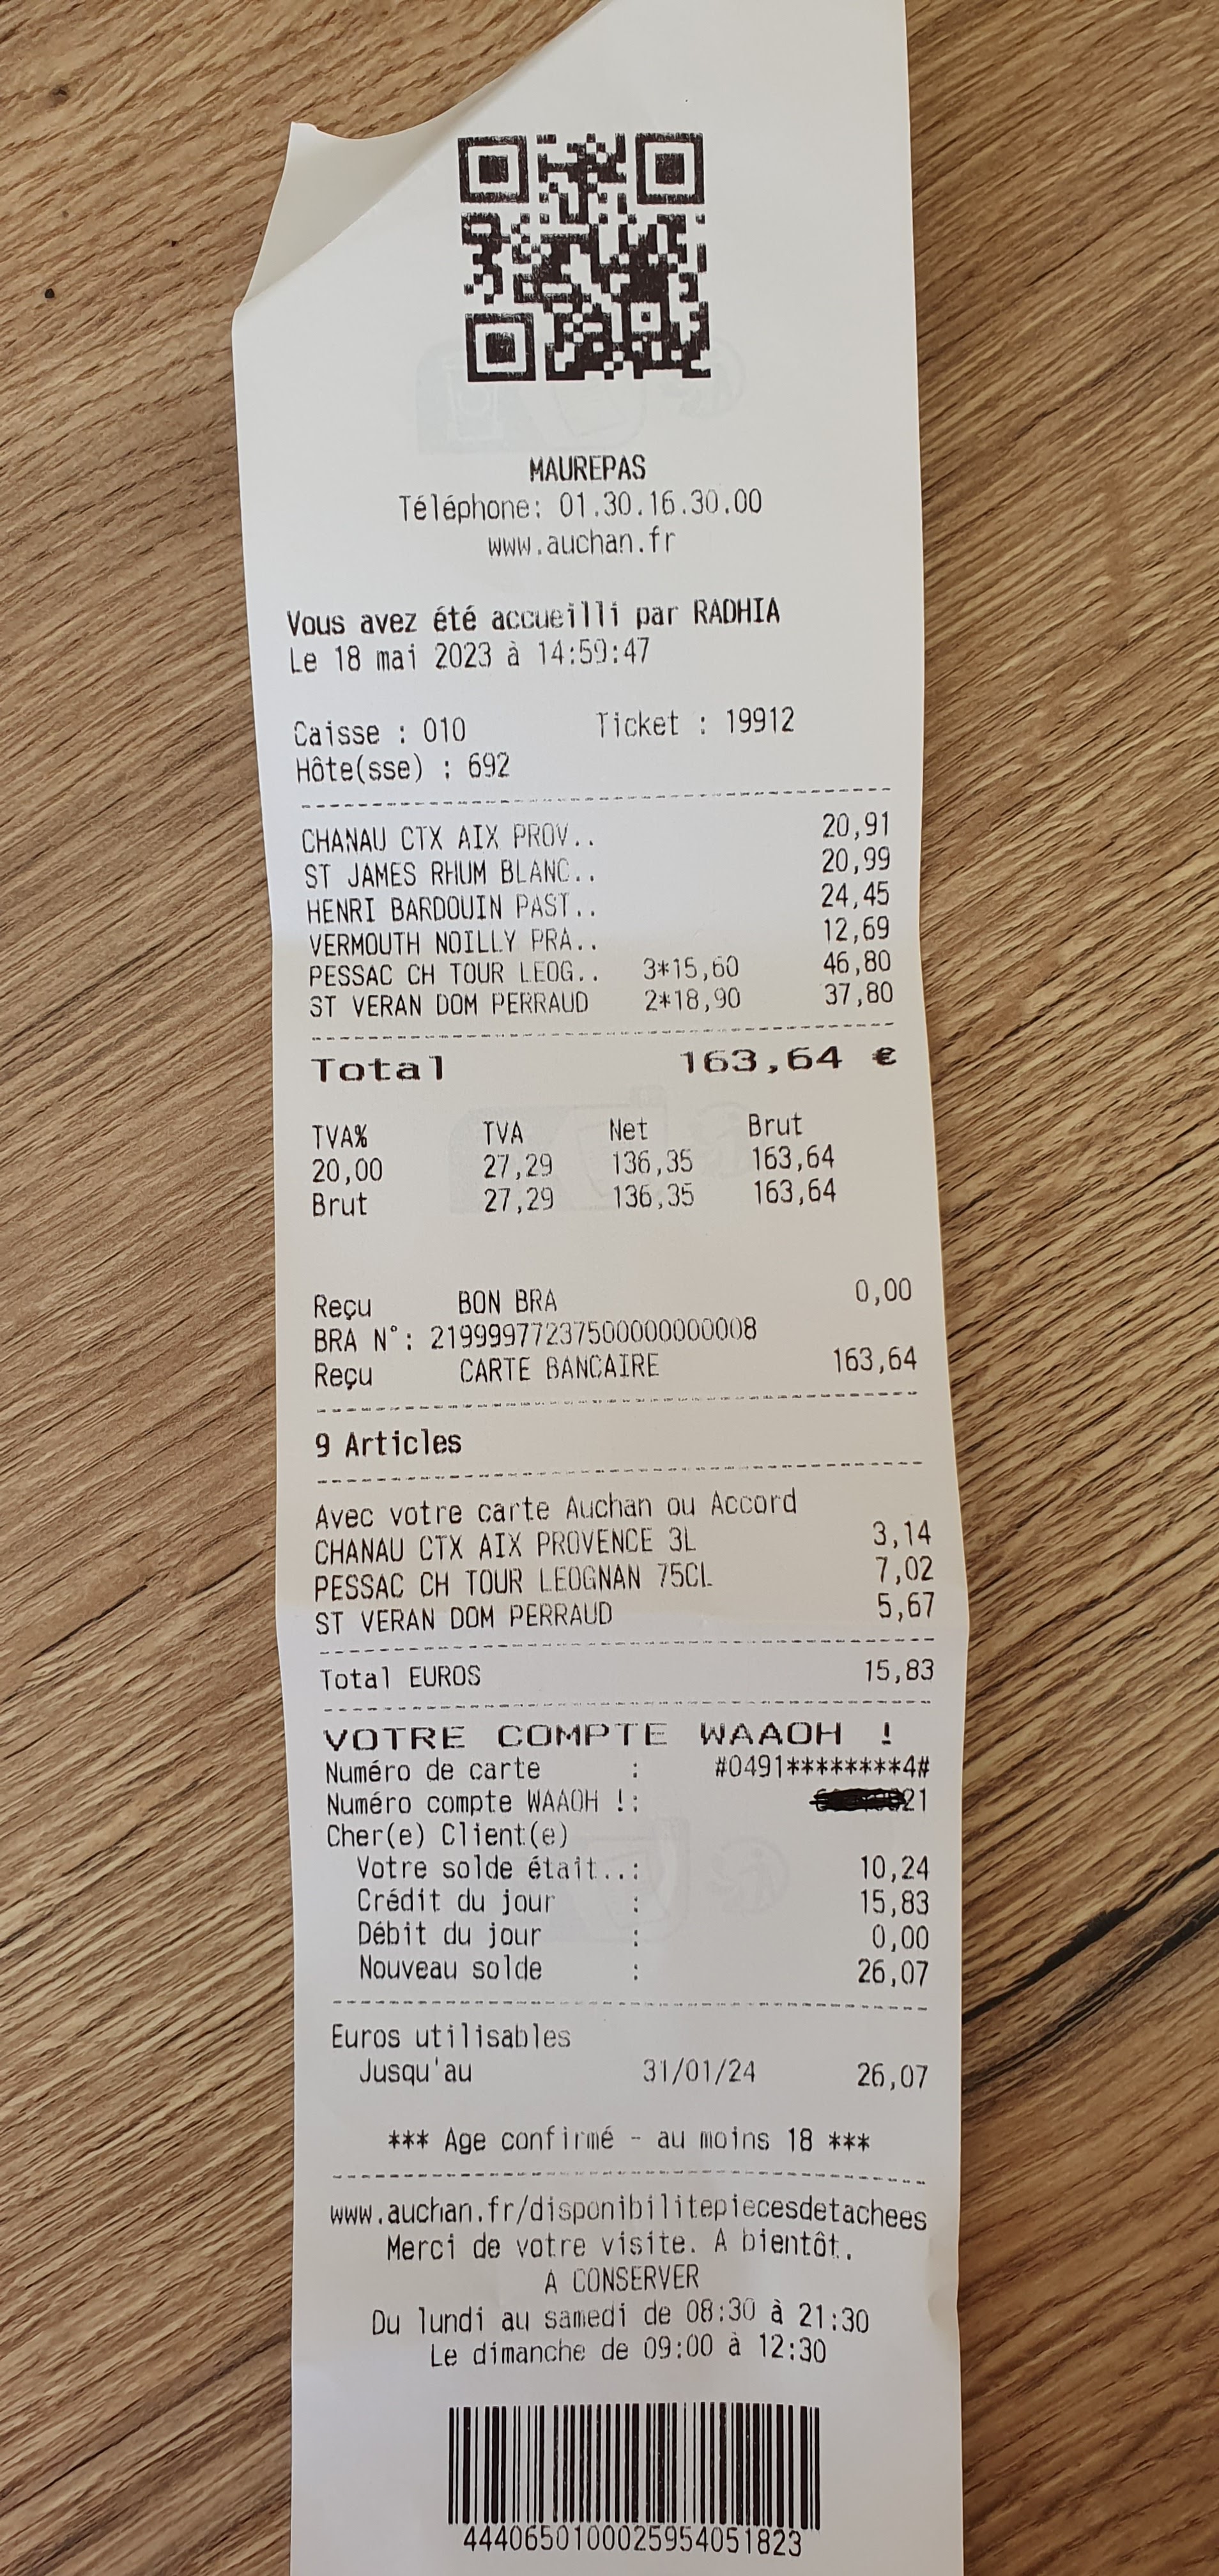 MAUREPAS
Téléphone: 01.30.16.30.00
www.auchan.fr
Vous avez été accueilli par RADHIA
Le 18 mai 2023 à 14:59:47
Caisse : 010 Ticket : 19912
Hôte(sse) : 692
CHANAU CTX AIX PROV.. 20,91
ST JAMES RHUM BLANC.. 20,99
HENRI BARDOUIN PAST.. 24,45
VERMOUTH NOILLY PRA.. 12,69
PESSAC CH TOUR LEOG.. 3*15,60 46,80
ST VERAN DOM PERRAUD 2*18,90 37,80
Total 163,64 €
TVA% TVA Net Brut
20,00 27,29 136,35 163,64
Brut 27,29 136,35 163,64
Reçu BON BRA 0,00
BRA N°: 21999977237500000000008
Reçu CARTE BANCAIRE 163,64
9 Articles
Avec votre carte Auchan ou Accord
CHANAU CTX AIX PROVENCE 3L 3,14
PESSAC CH TOUR LEOGNAN 75CL 7,02
ST VERAN DOM PERRAUD 5,67
Total EUROS 15,83
VOTRE COMPTE WAAOH !
Numéro de carte : #0491********4#
Numéro compte WAAOH !: 21
Cher(e) Client(e)
Votre solde était..: 10,24
Crédit du jour : 15,83
Débit du jour : 0,00
Nouveau solde : 26,07
Euros utilisables
Jusqu'au 31/01/24 26,07
*** Age confirmé - au moins 18 ***
www.auchan.fr/disponibilitepiecesdetachees
Merci de votre visite. A bientôt.
A CONSERVER
Du lundi au samedi de 08:30 à 21:30
Le dimanche de 09:00 à 12:30
4440650100025954051823